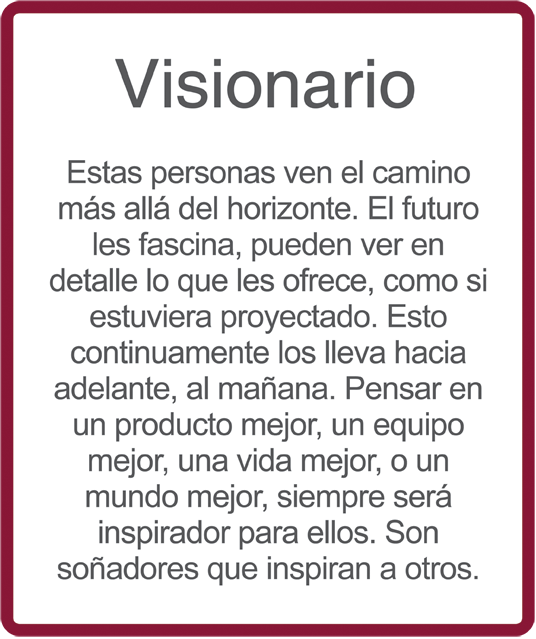 Visionario
Estas personas ven el camino
más allá del horizonte. El futuro
les fascina, pueden ver en
detalle lo que les ofrece, como si
estuviera proyectado. Esto
continuamente los lleva hacia
adelante, al mañana. Pensar en
un producto mejor, un equipo
mejor, una vida mejor, o un
mundo mejor, siempre será
inspirador para ellos. Son
soñadores que inspiran a otros.